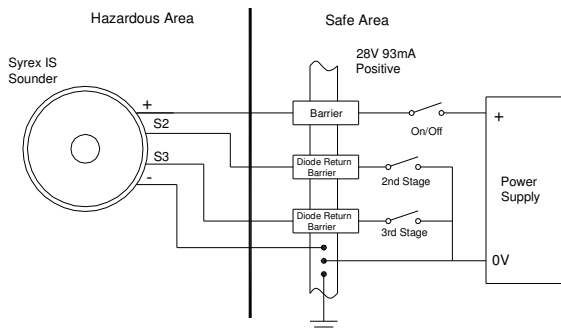 Hazardous Area
Safe Area
28V 93mA
Positive
Syrex IS
Sounder
+
Barrier
On/Off
+
S2
Diode Return
Barrier
2nd Stage
S3
Power
Supply
-
Diode Return
Barrier
3rd Stage
0V